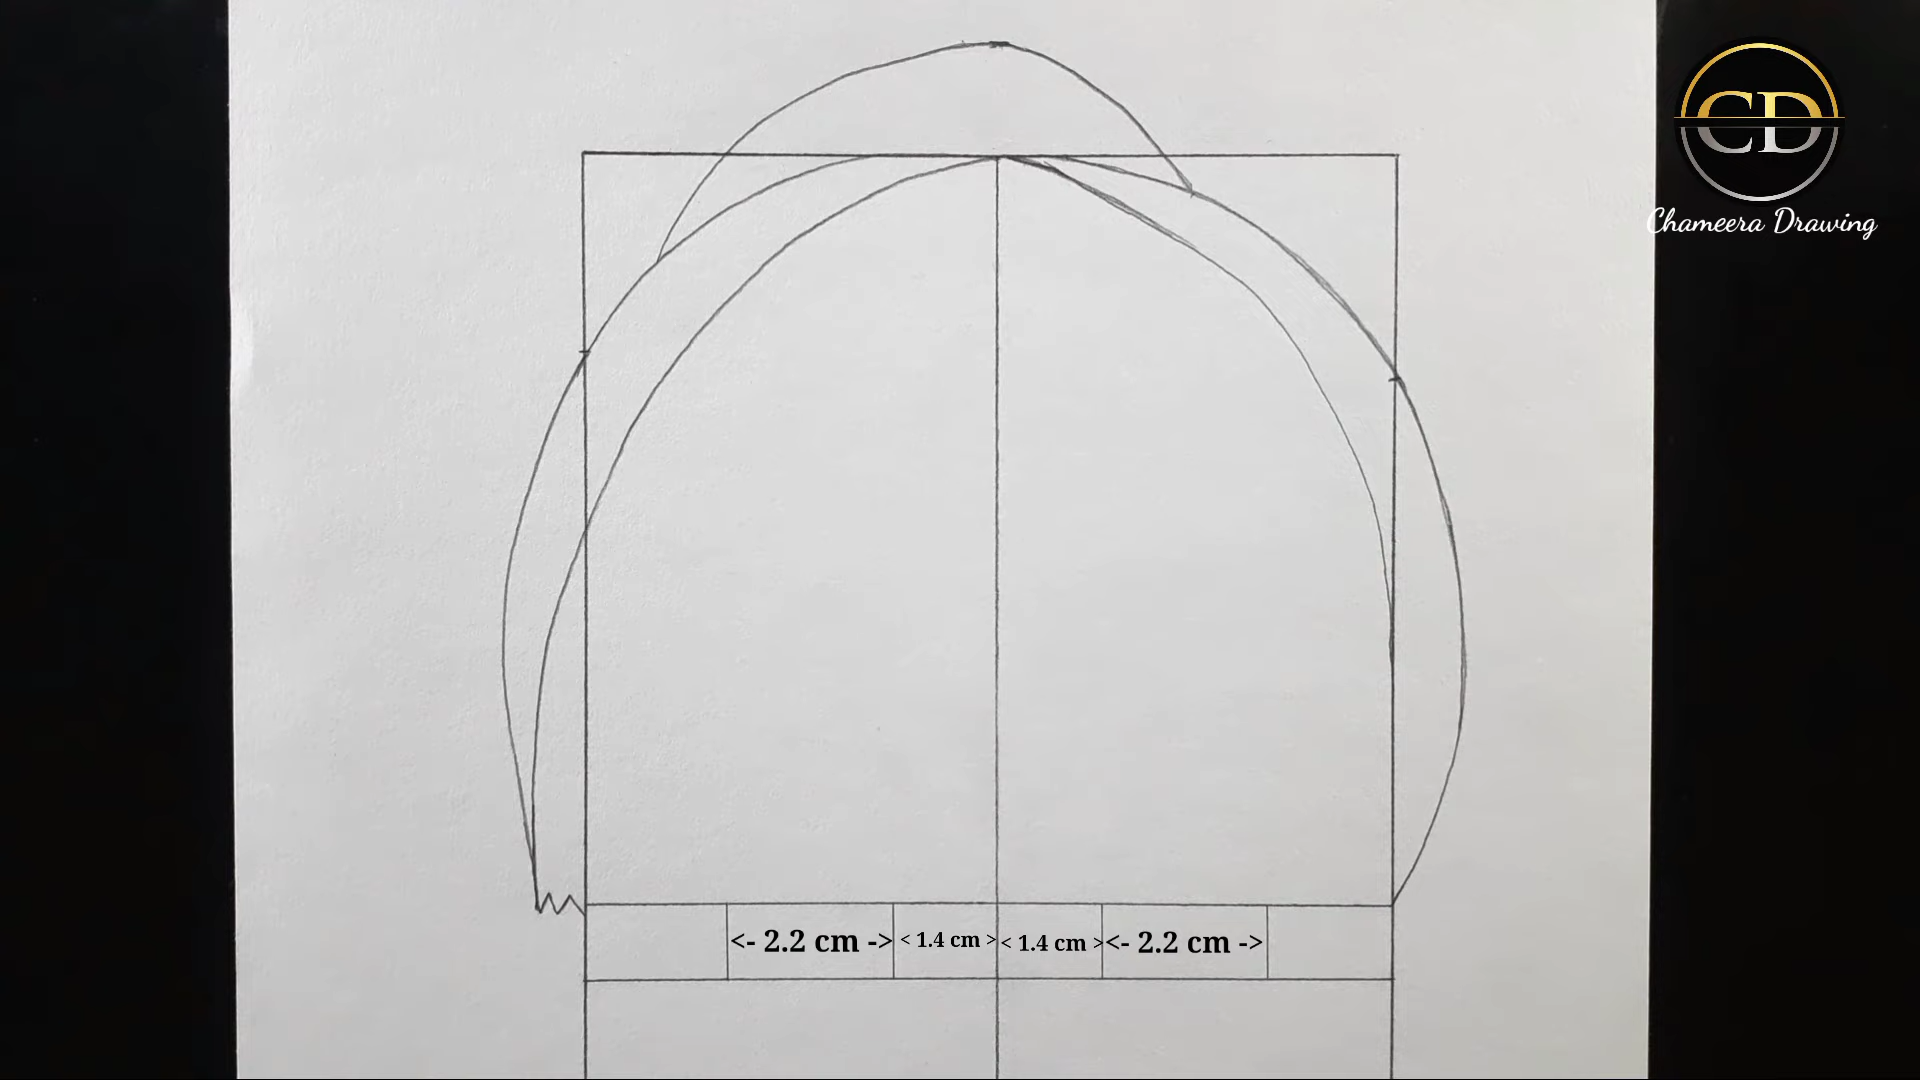 CD
Chameera Drawing
<- 2.2 cm -> < 1.4 cm > < 1.4 cm > <- 2.2 cm ->